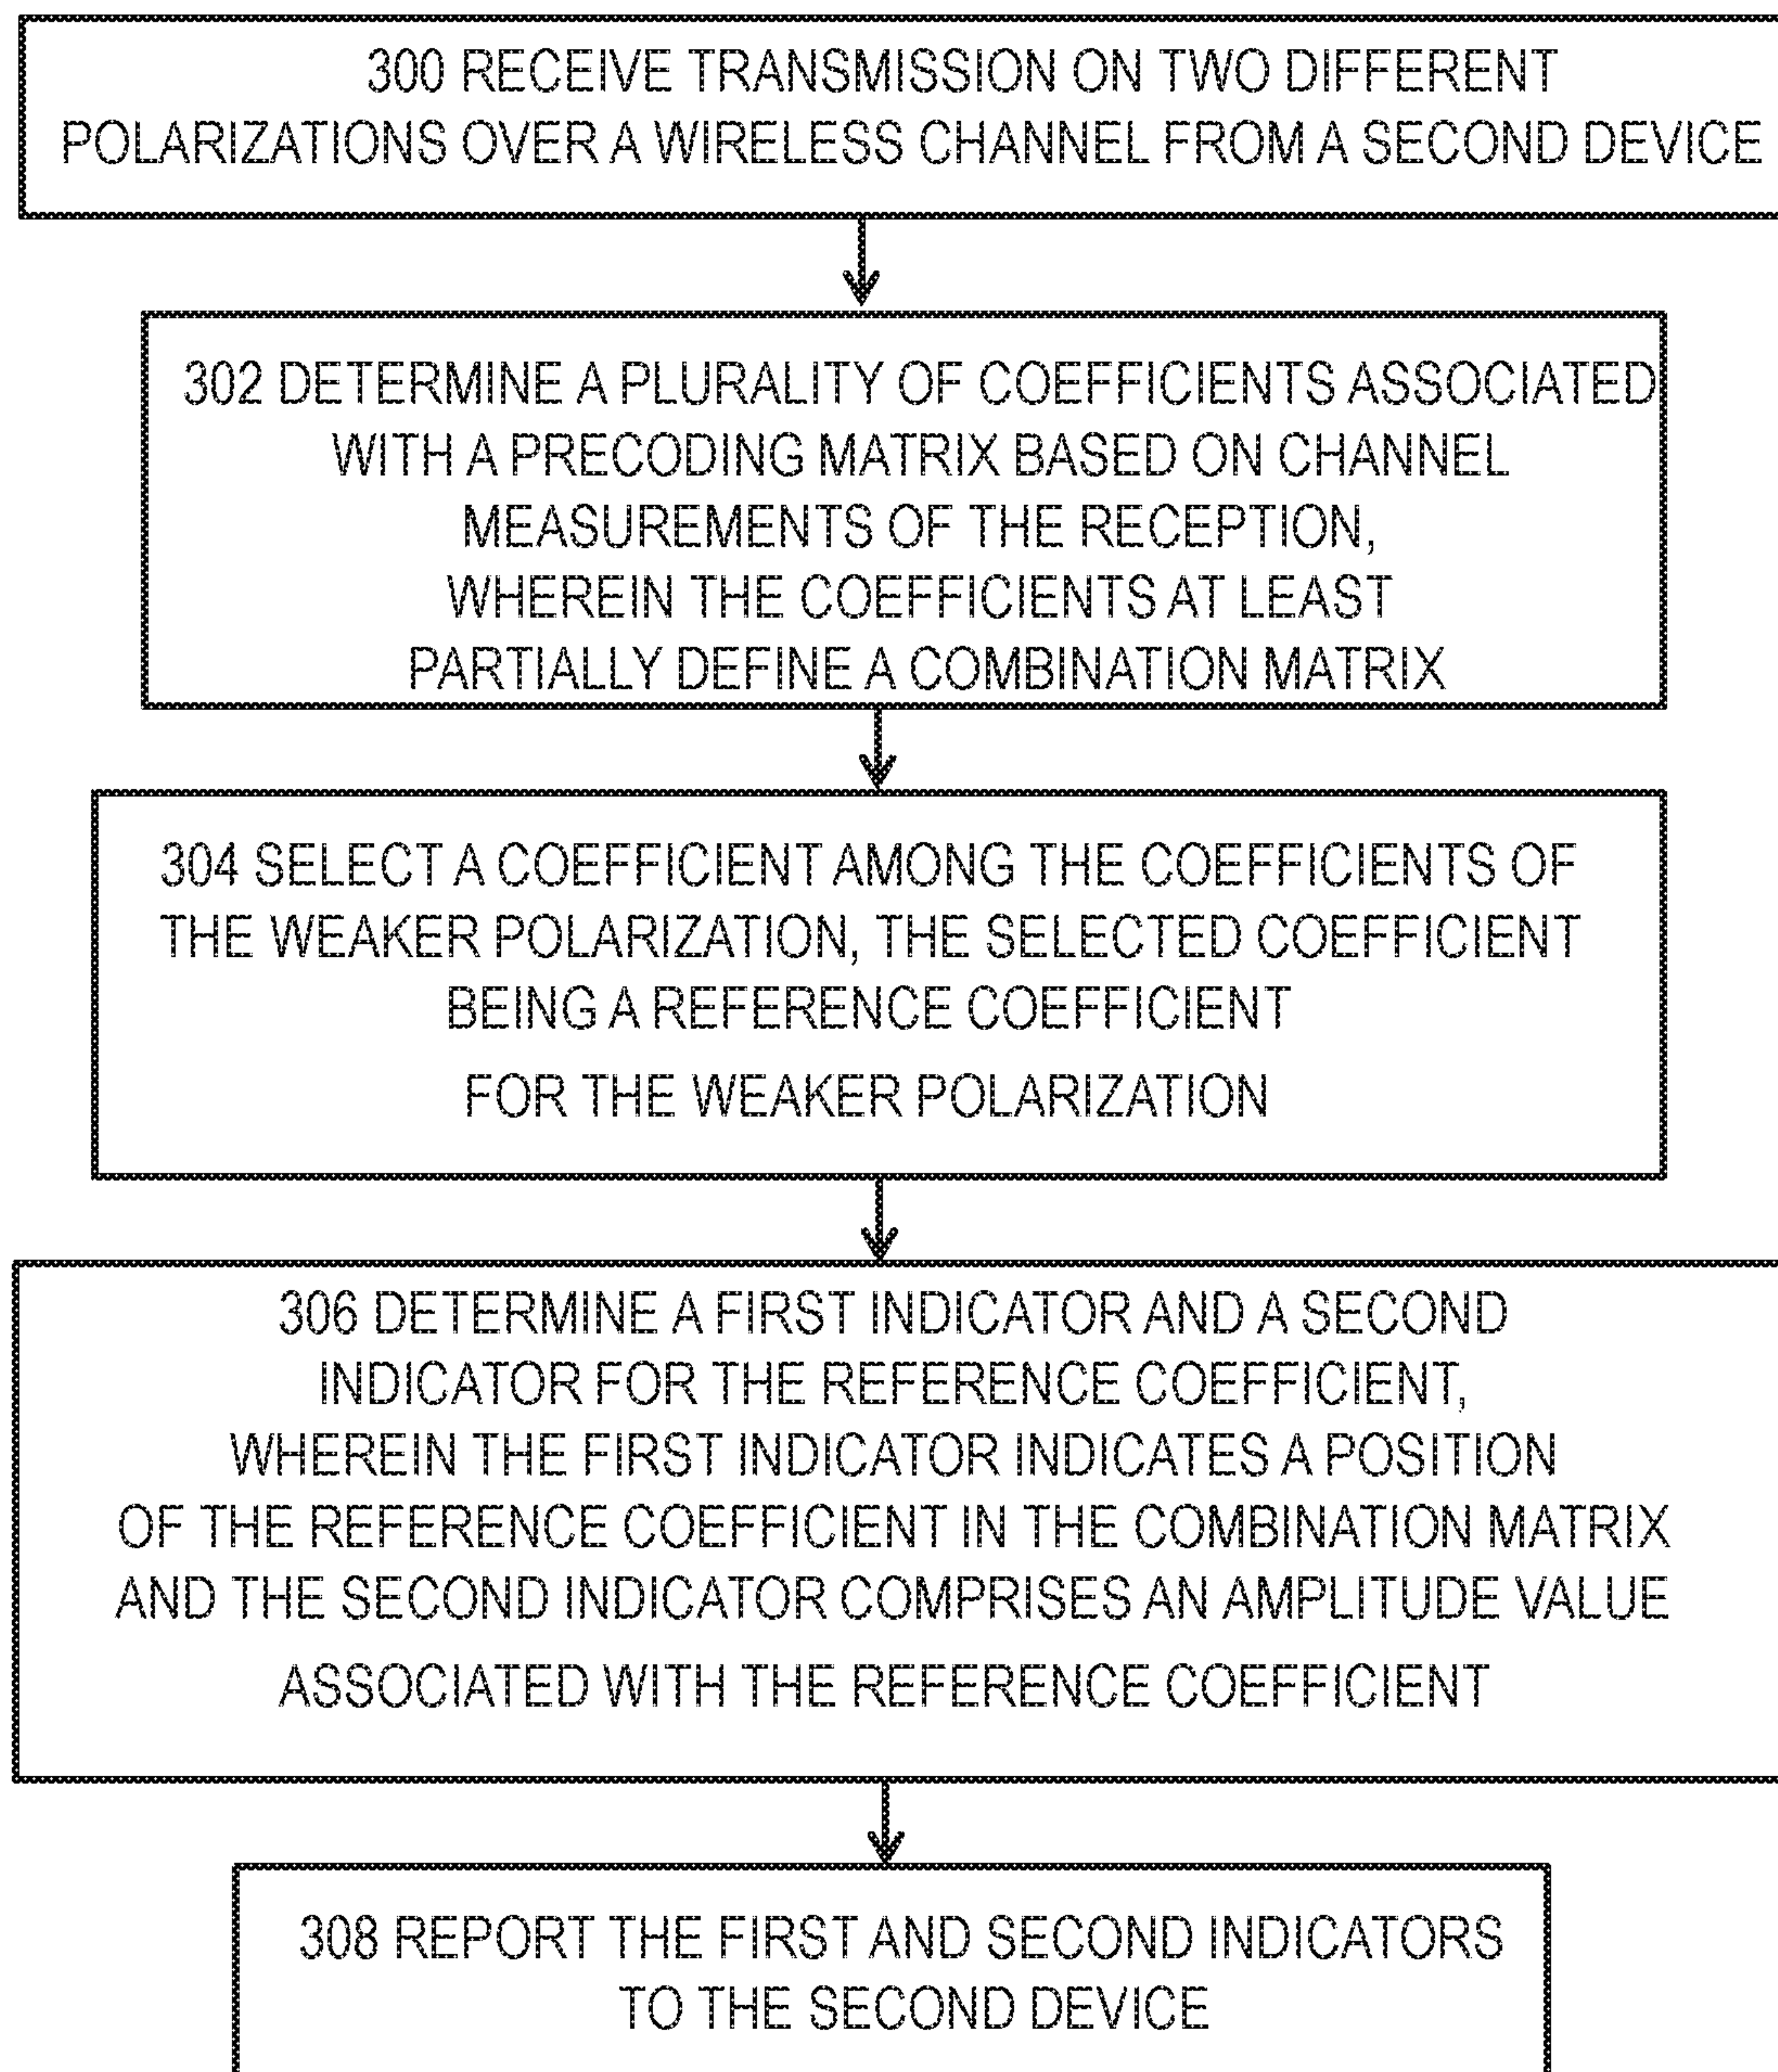 300 RECEIVE TRANSMISSION ON TWO DIFFERENT
POLARIZATIONS OVER A WIRELESS CHANNEL FROM A SECOND DEVICE
302 DETERMINE A PLURALITY OF COEFFICIENTS ASSOCIATED
WITH A PRECODING MATRIX BASED ON CHANNEL
MEASUREMENTS OF THE RECEPTION,
WHEREIN THE COEFFICIENTS AT LEAST
PARTIALLY DEFINE A COMBINATION MATRIX
304 SELECT A COEFFICIENT AMONG THE COEFFICIENTS OF
THE WEAKER POLARIZATION, THE SELECTED COEFFICIENT
BEING A REFERENCE COEFFICIENT
FOR THE WEAKER POLARIZATION
306 DETERMINE A FIRST INDICATOR AND A SECOND
INDICATOR FOR THE REFERENCE COEFFICIENT,
WHEREIN THE FIRST INDICATOR INDICATES A POSITION
OF THE REFERENCE COEFFICIENT IN THE COMBINATION MATRIX
AND THE SECOND INDICATOR COMPRISES AN AMPLITUDE VALUE
ASSOCIATED WITH THE REFERENCE COEFFICIENT
308 REPORT THE FIRST AND SECOND INDICATORS
TO THE SECOND DEVICE